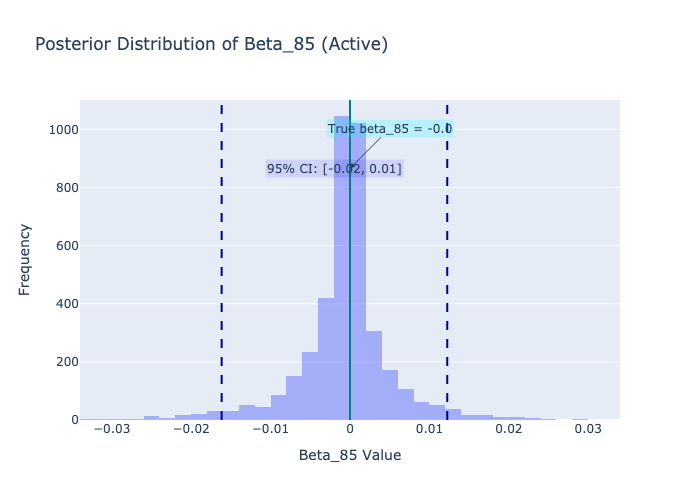 Posterior Distribution of Beta_85 (Active)
1000
800
600
400
200
0
Frequency
True beta_85 = -0.0
95% CI: [-0.02, 0.01]
−0.03
−0.02
−0.01
0
0.01
0.02
0.03
Beta_85 Value